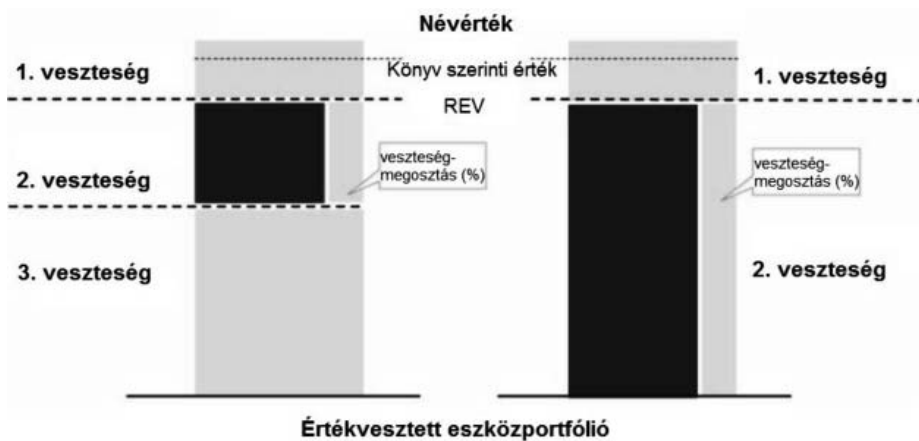 Névérték
1. veszteség
Könyv szerinti érték
1. veszteség
REV
veszteség-
megosztás (%)
veszteség-
megosztás (%)
2. veszteség
3. veszteség
2. veszteség
Értékvesztett eszközportfólió